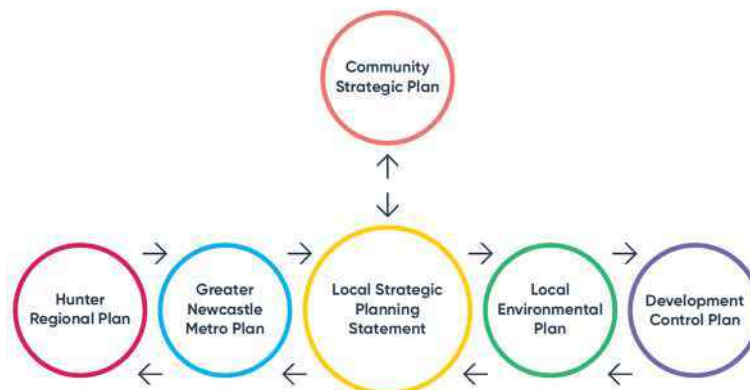 Community
Strategic Plan
Hunter
Regional Plan
Greater
Newcastle
Metro Plan
Local Strategic
Planning
Statement
Local
Environmental
Plan
Development
Control Plan